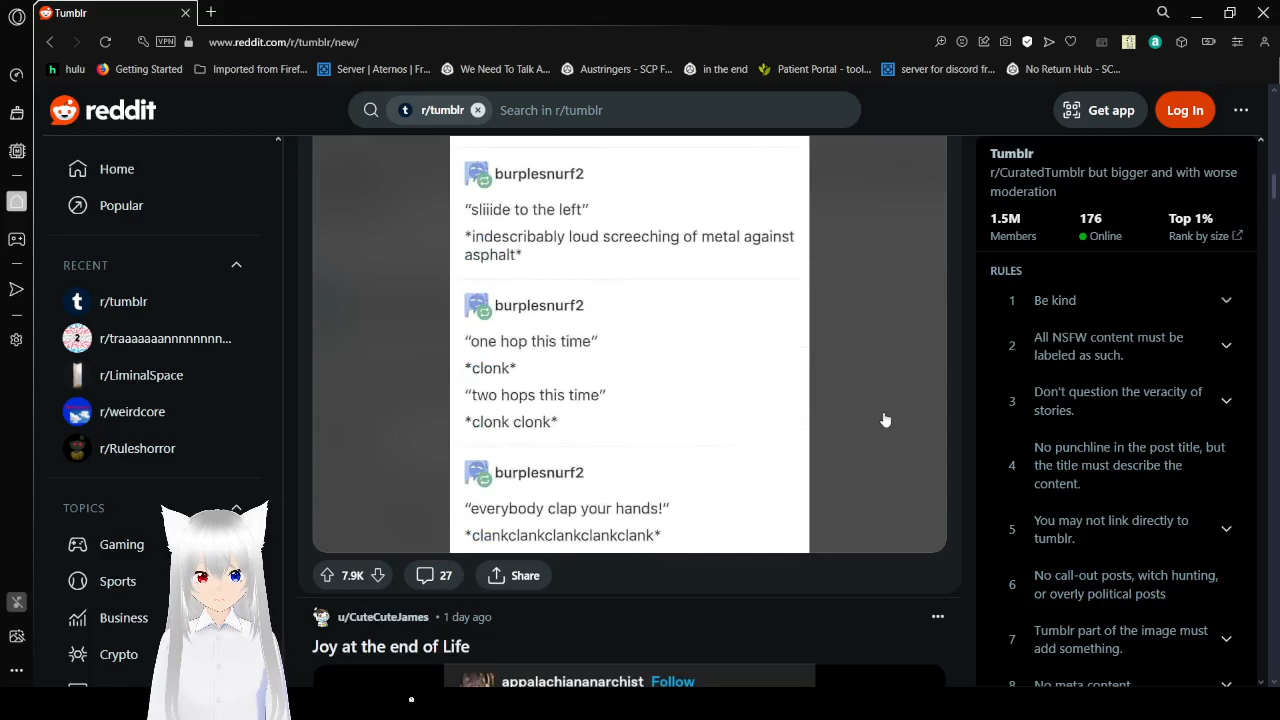 Tumblr
VPN
www.reddit.com/r/tumblr/new/
hulu
Getting Started
Imported from Firef...
Server | Aternos | Fr...
We Need To Talk A...
Austringers - SCP F...
in the end
Patient Portal - tool...
server for discord fr...
No Return Hub - SC...
reddit
r/tumblr
Search in r/tumblr
Get app
Log In
Home
Popular
RECENT
r/tumblr
r/traaaaaaannnnnnnn...
r/LiminalSpace
r/weirdcore
r/Ruleshorror
TOPICS
Gaming
Sports
Business
Crypto
burplesnurf2
“sliiide to the left”
*indescribably loud screeching of metal against
asphalt*
burplesnurf2
“one hop this time”
*clonk*
“two hops this time”
*clonk clonk*
burplesnurf2
“everybody clap your hands!“
*clankclankclankclankclank*
7.9K
27
Share
u/CuteCuteJames • 1 day ago
Joy at the end of Life
appalachiananarchist Follow
Tumblr
r/CuratedTumblr but bigger and with worse
moderation
1.5M
Members
176
Online
Top 1%
Rank by size
RULES
1 Be kind
2 All NSFW content must be
labeled as such.
3 Don't question the veracity of
stories.
4 No punchline in the post title, but
the title must describe the
content.
5 You may not link directly to
tumblr.
6 No call-out posts, witch hunting,
or overly political posts
7 Tumblr part of the image must
add something.
8 No meta content